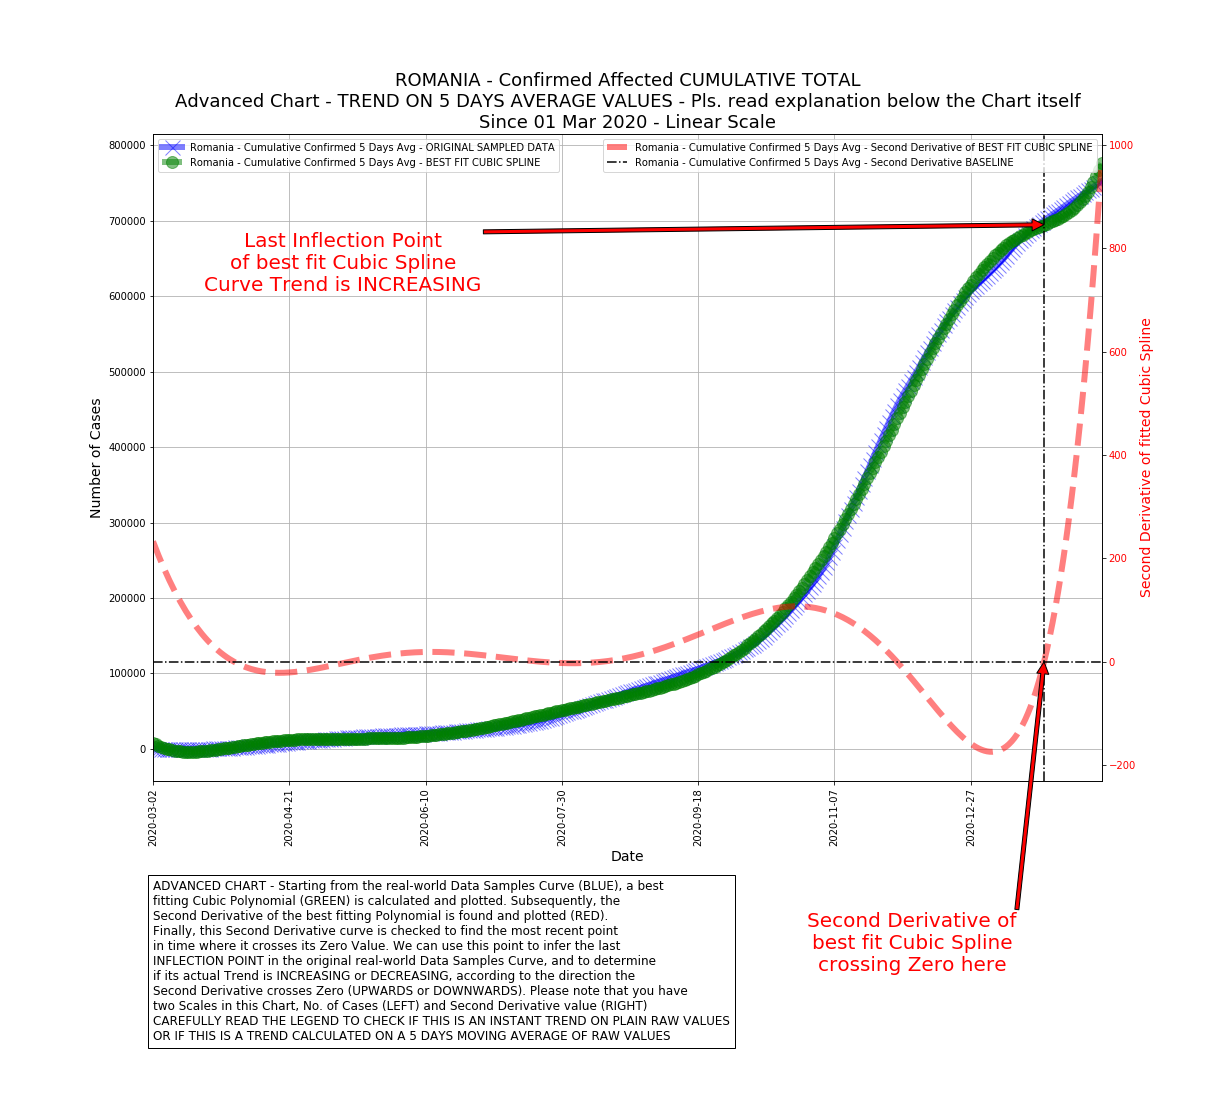 ROMANIA - Confirmed Affected CUMULATIVE TOTAL
Advanced Chart - TREND ON 5 DAYS AVERAGE VALUES - Pls. read explanation below the Chart itself
Since 01 Mar 2020 - Linear Scale
Romania - Cumulative Confirmed 5 Days Avg - ORIGINAL SAMPLED DATA
Romania - Cumulative Confirmed 5 Days Avg - BEST FIT CUBIC SPLINE
Romania - Cumulative Confirmed 5 Days Avg - Second Derivative of BEST FIT CUBIC SPLINE
Romania - Cumulative Confirmed 5 Days Avg - Second Derivative BASELINE
Last Inflection Point
of best fit Cubic Spline
Curve Trend is INCREASING
Number of Cases
800000
700000
600000
500000
400000
300000
200000
100000
0
1000
800
600
400
200
0
−200
Second Derivative of fitted Cubic Spline
2020-03-02
2020-04-21
2020-06-10
2020-07-30
2020-09-18
2020-11-07
2020-12-27
Date
ADVANCED CHART - Starting from the real-world Data Samples Curve (BLUE), a best
fitting Cubic Polynomial (GREEN) is calculated and plotted. Subsequently, the
Second Derivative of the best fitting Polynomial is found and plotted (RED).
Finally, this Second Derivative curve is checked to find the most recent point
in time where it crosses its Zero Value. We can use this point to infer the last
INFLECTION POINT in the original real-world Data Samples Curve, and to determine
if its actual Trend is INCREASING or DECREASING, according to the direction the
Second Derivative crosses Zero (UPWARDS or DOWNWARDS). Please note that you have
two Scales in this Chart, No. of Cases (LEFT) and Second Derivative value (RIGHT)
CAREFULLY READ THE LEGEND TO CHECK IF THIS IS AN INSTANT TREND ON PLAIN RAW VALUES
OR IF THIS IS A TREND CALCULATED ON A 5 DAYS MOVING AVERAGE OF RAW VALUES
Second Derivative of
best fit Cubic Spline
crossing Zero here